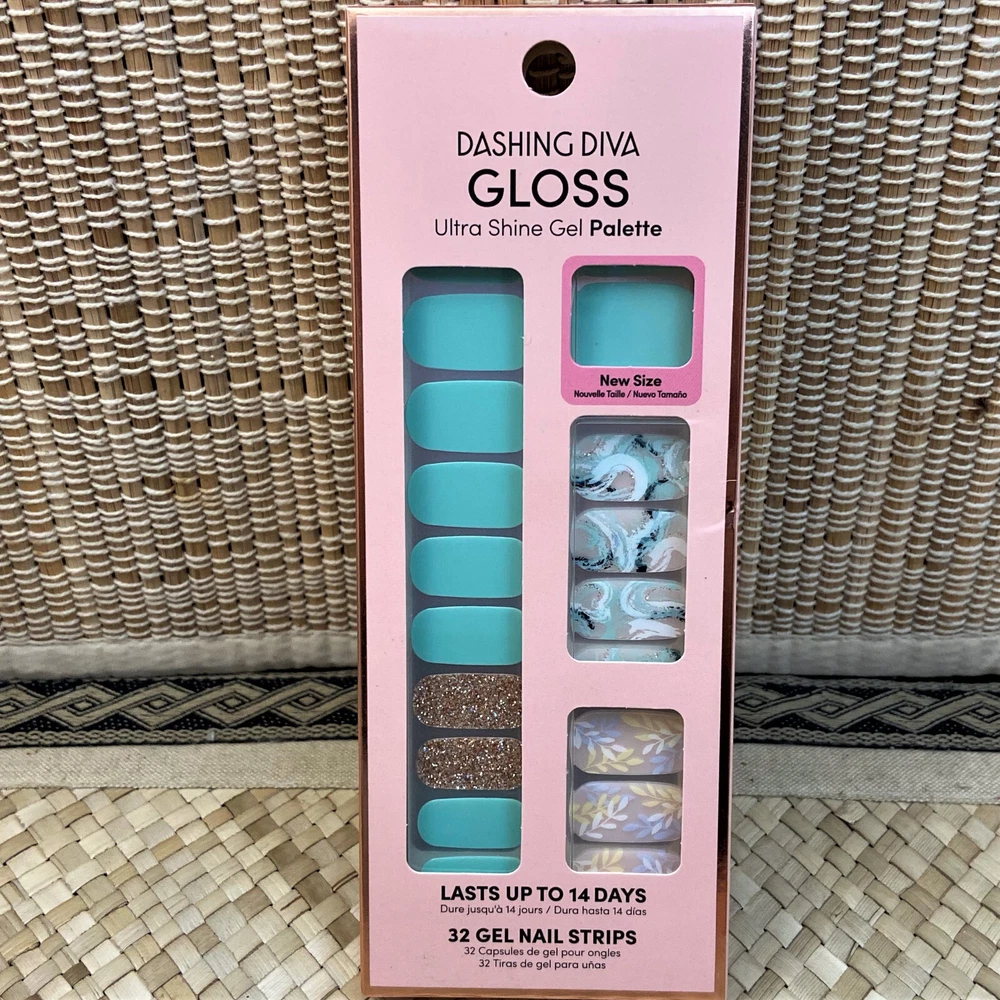 DASHING DIVA
GLOSS
Ultra Shine Gel Palette
New Size
Nouvelle Taille / Nuevo Tamaño
LASTS UP TO 14 DAYS
Dure jusqu'à 14 jours / Dura hasta 14 días
32 GEL NAIL STRIPS
32 Capsules de gel pour ongles
32 Tiras de gel para uñas